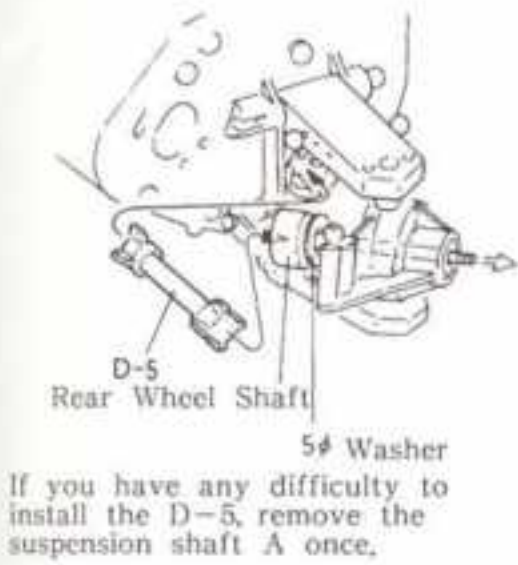 D-5
Rear Wheel Shaft
5φ Washer
If you have any difficulty to
install the D-5, remove the
suspension shaft A once,